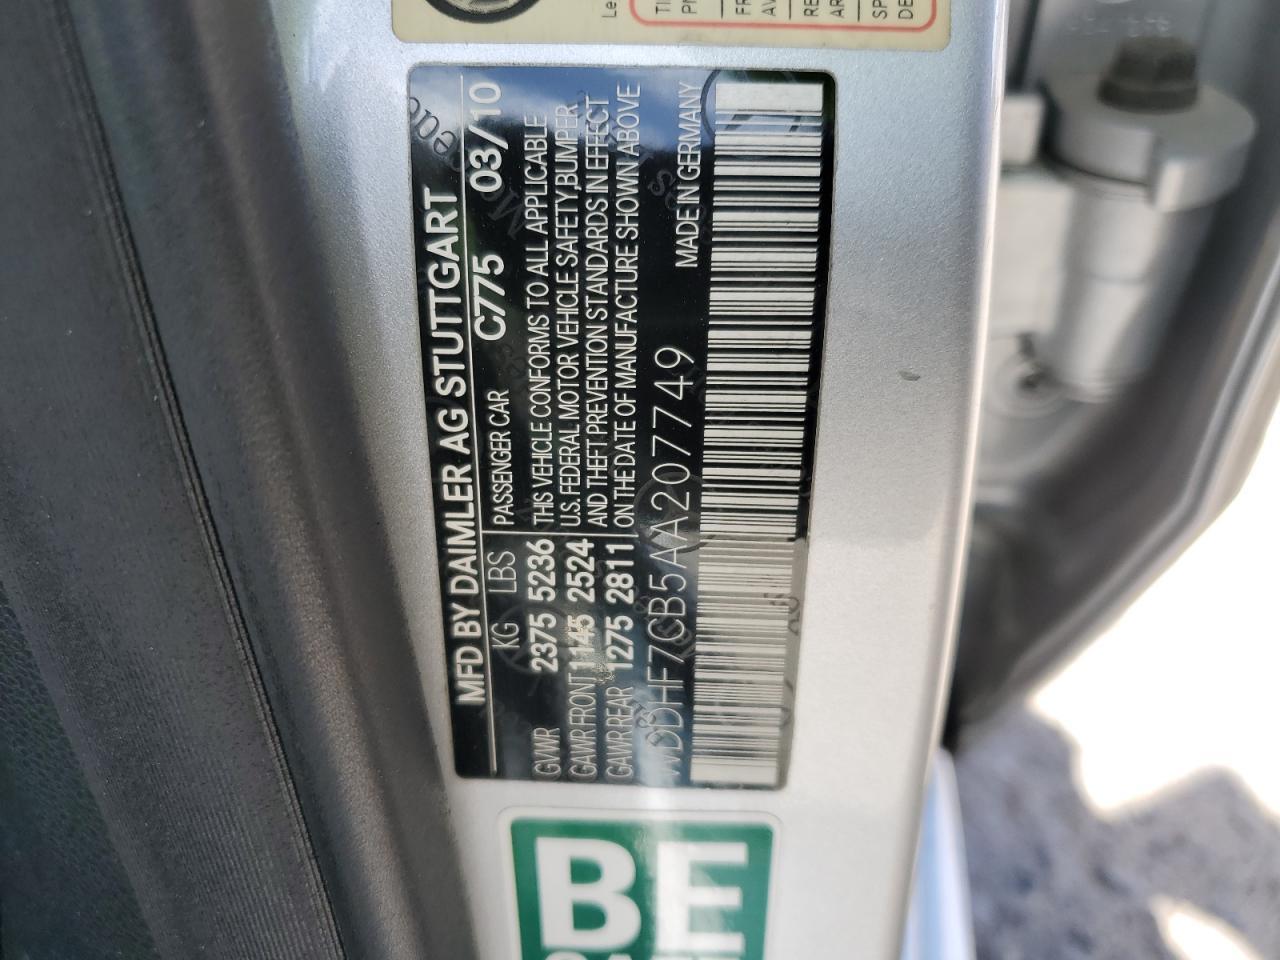 MFD BY DAIMLER AG STUTTGART
KG LBS PASSENGER CAR C775 03/10
GVWR 2375 5236 THIS VEHICLE CONFORMS TO ALL APPLICABLE
GAWR FRONT 1145 2524 U.S. FEDERAL MOTOR VEHICLE SAFETY,BUMPER,
GAWR REAR 1275 2811 AND THEFT PREVENTION STANDARDS IN EFFECT
ON THE DATE OF MANUFACTURE SHOWN ABOVE
MADE IN GERMANY
WDDHF7CB5AA207749
BE